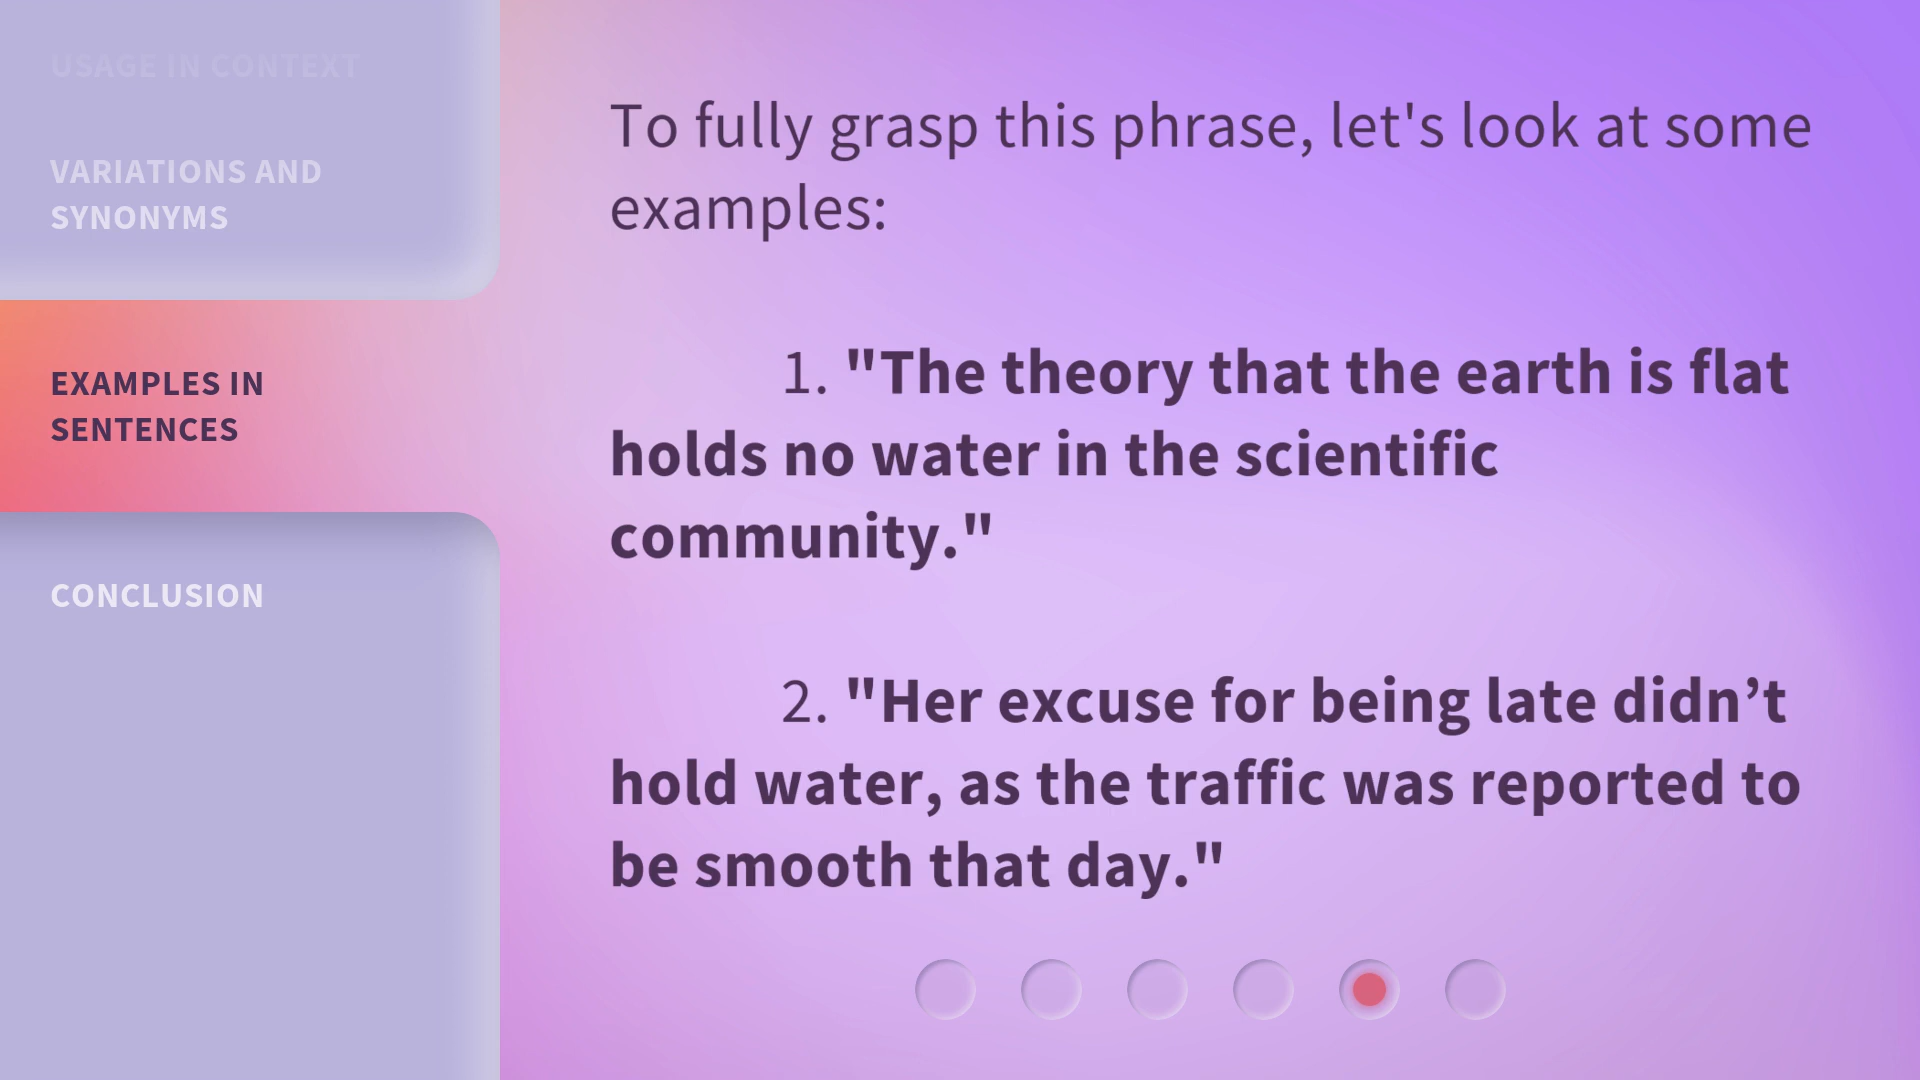 USAGE IN CONTEXT
VARIATIONS AND
SYNONYMS
EXAMPLES IN
SENTENCES
CONCLUSION
To fully grasp this phrase, let's look at some
examples:
1. "The theory that the earth is flat
holds no water in the scientific
community."
2. "Her excuse for being late didn’t
hold water, as the traffic was reported to
be smooth that day."